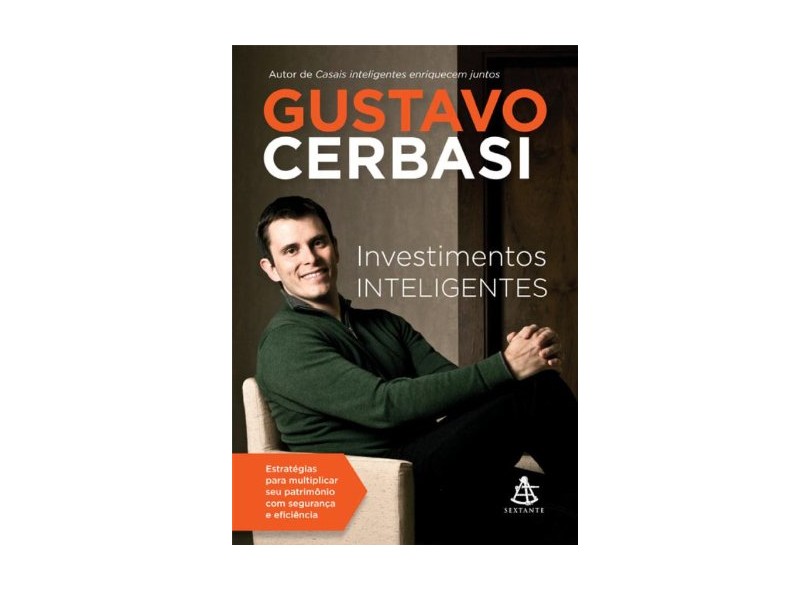 Autor de Casais inteligentes enriquecem juntos
GUSTAVO
CERBASI
Investimentos
INTELIGENTES
Estratégias
para multiplicar
seu patrimônio
com segurança
e eficiência
SEXTANTE